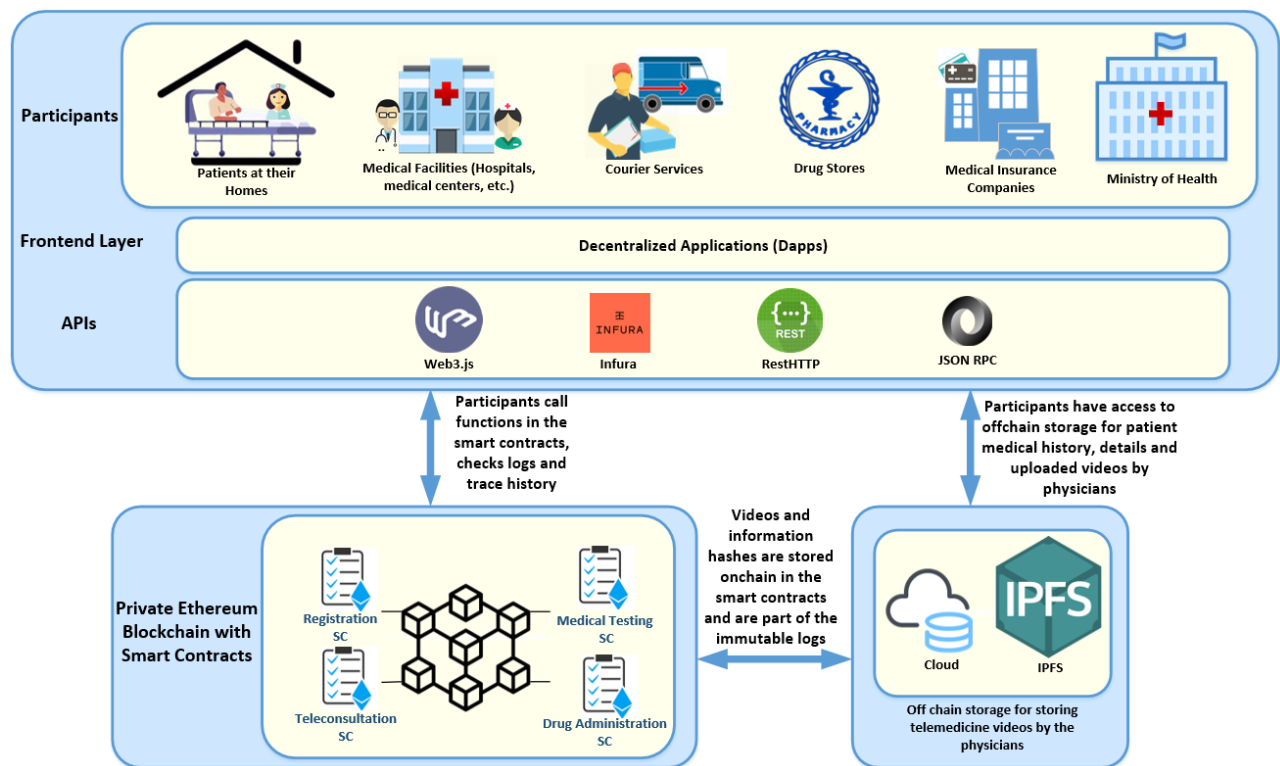 Participants
Patients at their
Homes
Medical Facilities (Hospitals,
medical centers, etc.)
Courier Services
PHARMACY
Drug Stores
Medical Insurance
Companies
Ministry of Health
Frontend Layer
Decentralized Applications (Dapps)
APIs
Web3.js
INFURA
Infura
{...}
REST
RestHTTP
JSON RPC
Participants call
functions in the
smart contracts,
checks logs and
trace history
Participants have access to
offchain storage for patient
medical history, details and
uploaded videos by
physicians
Private Ethereum
Blockchain with
Smart Contracts
Registration
SC
Medical Testing
SC
Teleconsultation
SC
Drug Administration
SC
Videos and
information
hashes are stored
onchain in the
smart contracts
and are part of the
immutable logs
Cloud
IPFS
IPFS
Off chain storage for storing
telemedicine videos by the
physicians